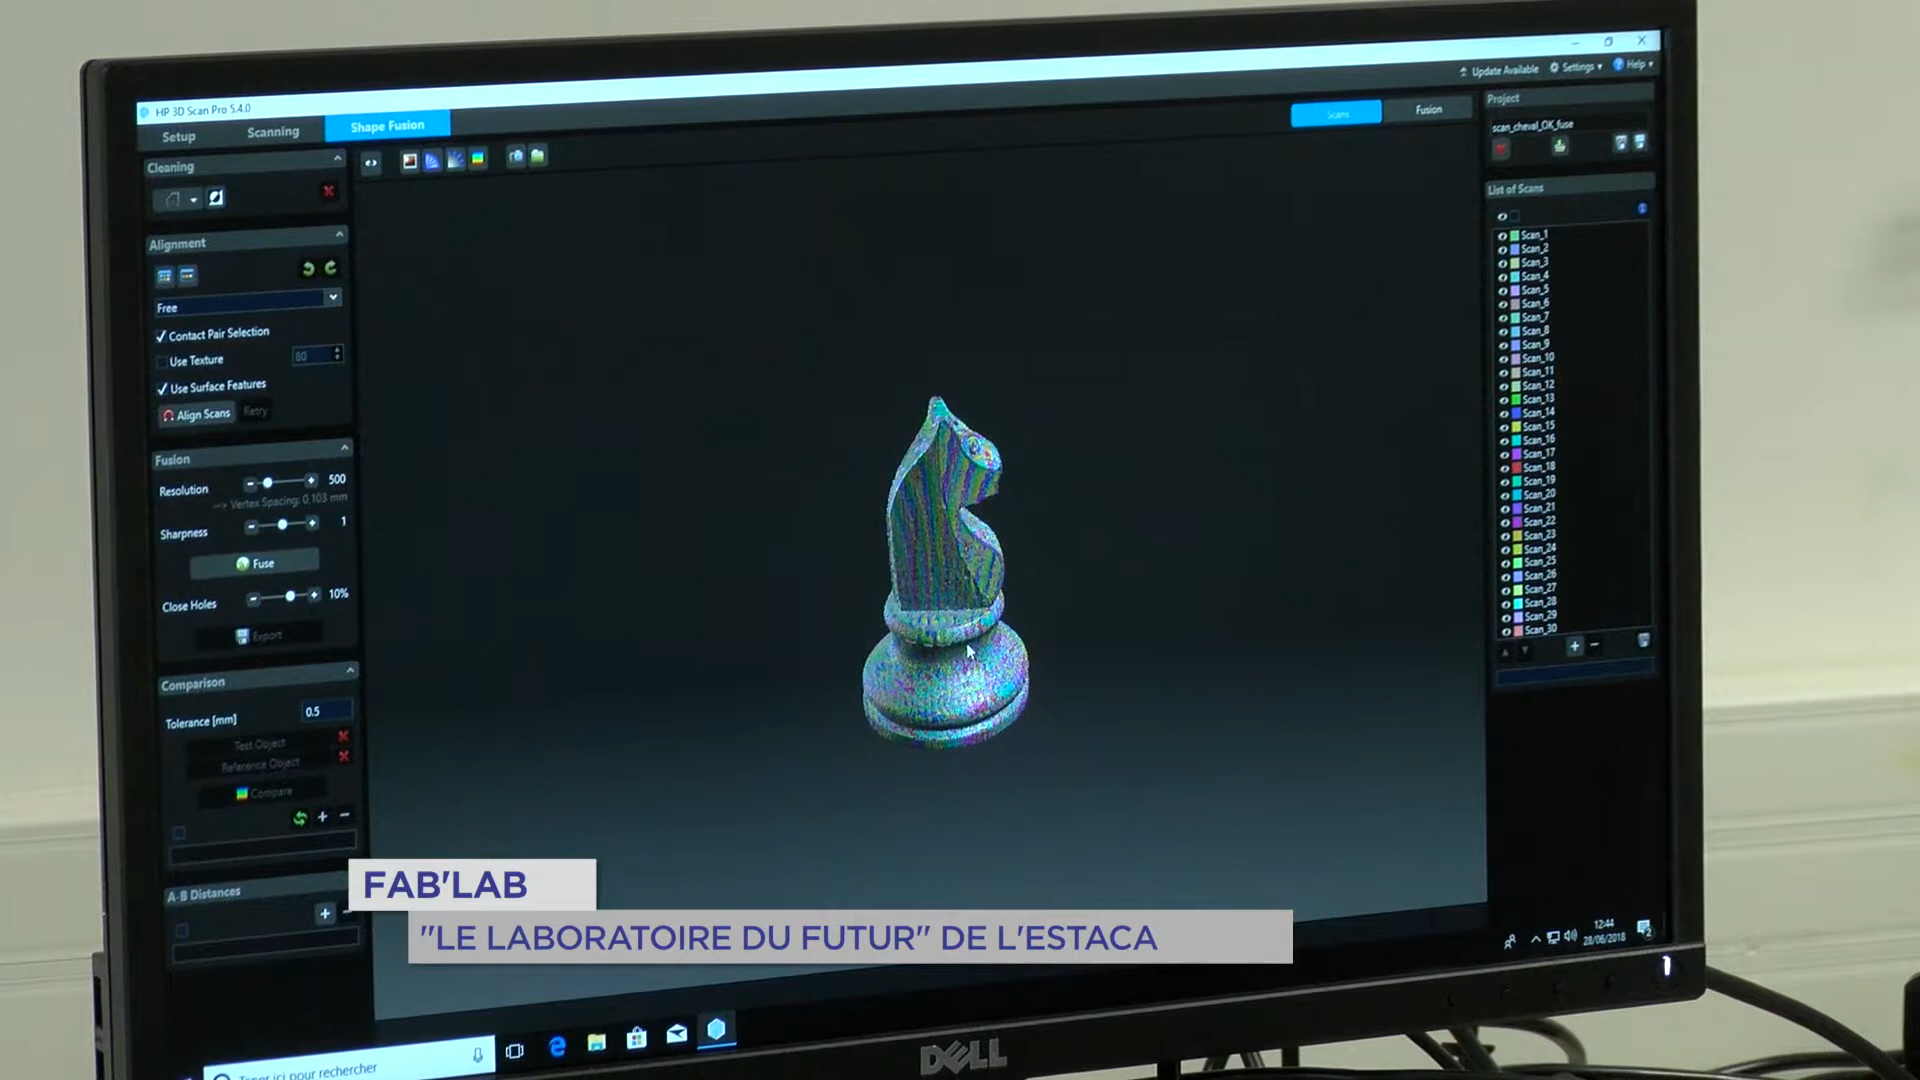 HP 3D Scan Pro 5.4.0
Update Available
Settings
Help
Setup
Scanning
Shape Fusion
Scans
Fusion
Project
scan_cheval_OK_fuse
Cleaning
Alignment
Free
Contact Pair Selection
Use Texture
80
Use Surface Features
Align Scans
Retry
Fusion
Resolution
500
--> Vertex Spacing: 0.103 mm
Sharpness
1
Fuse
Close Holes
10%
Export
Comparison
Tolerance [mm]
0.5
Test Object
Reference Object
Compare
A-B Distances
List of Scans
Scan_1
Scan_2
Scan_3
Scan_4
Scan_5
Scan_6
Scan_7
Scan_8
Scan_9
Scan_10
Scan_11
Scan_12
Scan_13
Scan_14
Scan_15
Scan_16
Scan_17
Scan_18
Scan_19
Scan_20
Scan_21
Scan_22
Scan_23
Scan_24
Scan_25
Scan_26
Scan_27
Scan_28
Scan_29
Scan_30
FAB'LAB
"LE LABORATOIRE DU FUTUR" DE L'ESTACA
12:44
28/06/2018
2
Taper ici pour rechercher
DELL